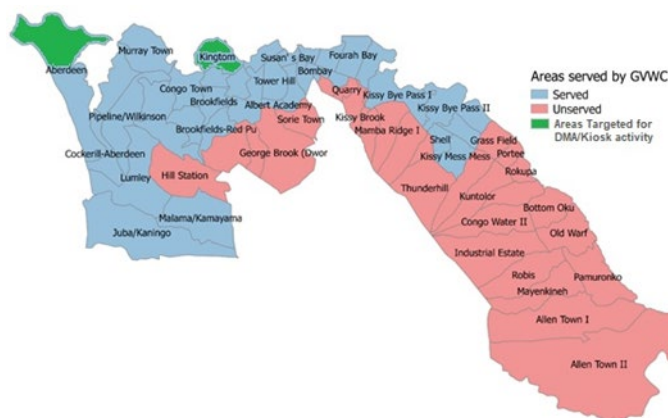 Aberdeen
Murray Town
Kingtom
Susan's Bay
Fourah Bay
Bombay
Congo Town
Tower Hill
Brookfields
Albert Academy
Quarry
Kissy Bye Pass I
Kissy Bye Pass II
Pipeline/Wilkinson
Sorie Town
Kissy Brook
Brookfields-Red Pu
Mamba Ridge I
Shell
Grass Field
Cockerill-Aberdeen
George Brook (Dwor
Kissy Mess Mess
Portee
Rokupa
Lumley
Hill Station
Thunderhill
Kuntolor
Bottom Oku
Malama/Kamayama
Congo Water II
Old Warf
Juba/Kaningo
Industrial Estate
Robis
Pamuronko
Mayenkineh
Allen Town I
Allen Town II
Areas served by GVWC
Served
Unserved
Areas Targeted for
DMA/Kiosk activity